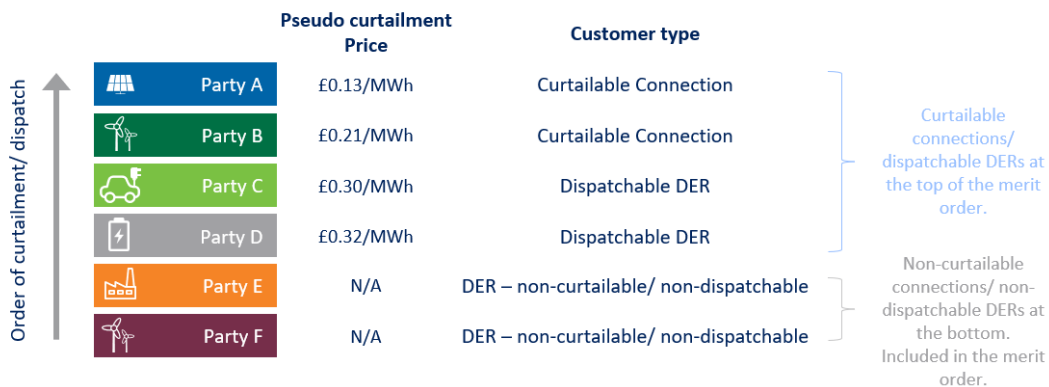 Pseudo curtailment
Price
Customer type
Order of curtailment/ dispatch
Party A £0.13/MWh Curtailable Connection
Party B £0.21/MWh Curtailable Connection
Party C £0.30/MWh Dispatchable DER
Party D £0.32/MWh Dispatchable DER
Party E N/A DER – non-curtailable/ non-dispatchable
Party F N/A DER – non-curtailable/ non-dispatchable
Curtailable
connections/
dispatchable DERs at
the top of the merit
order.
Non-curtailable
connections/ non-
dispatchable DERs at
the bottom.
Included in the merit
order.